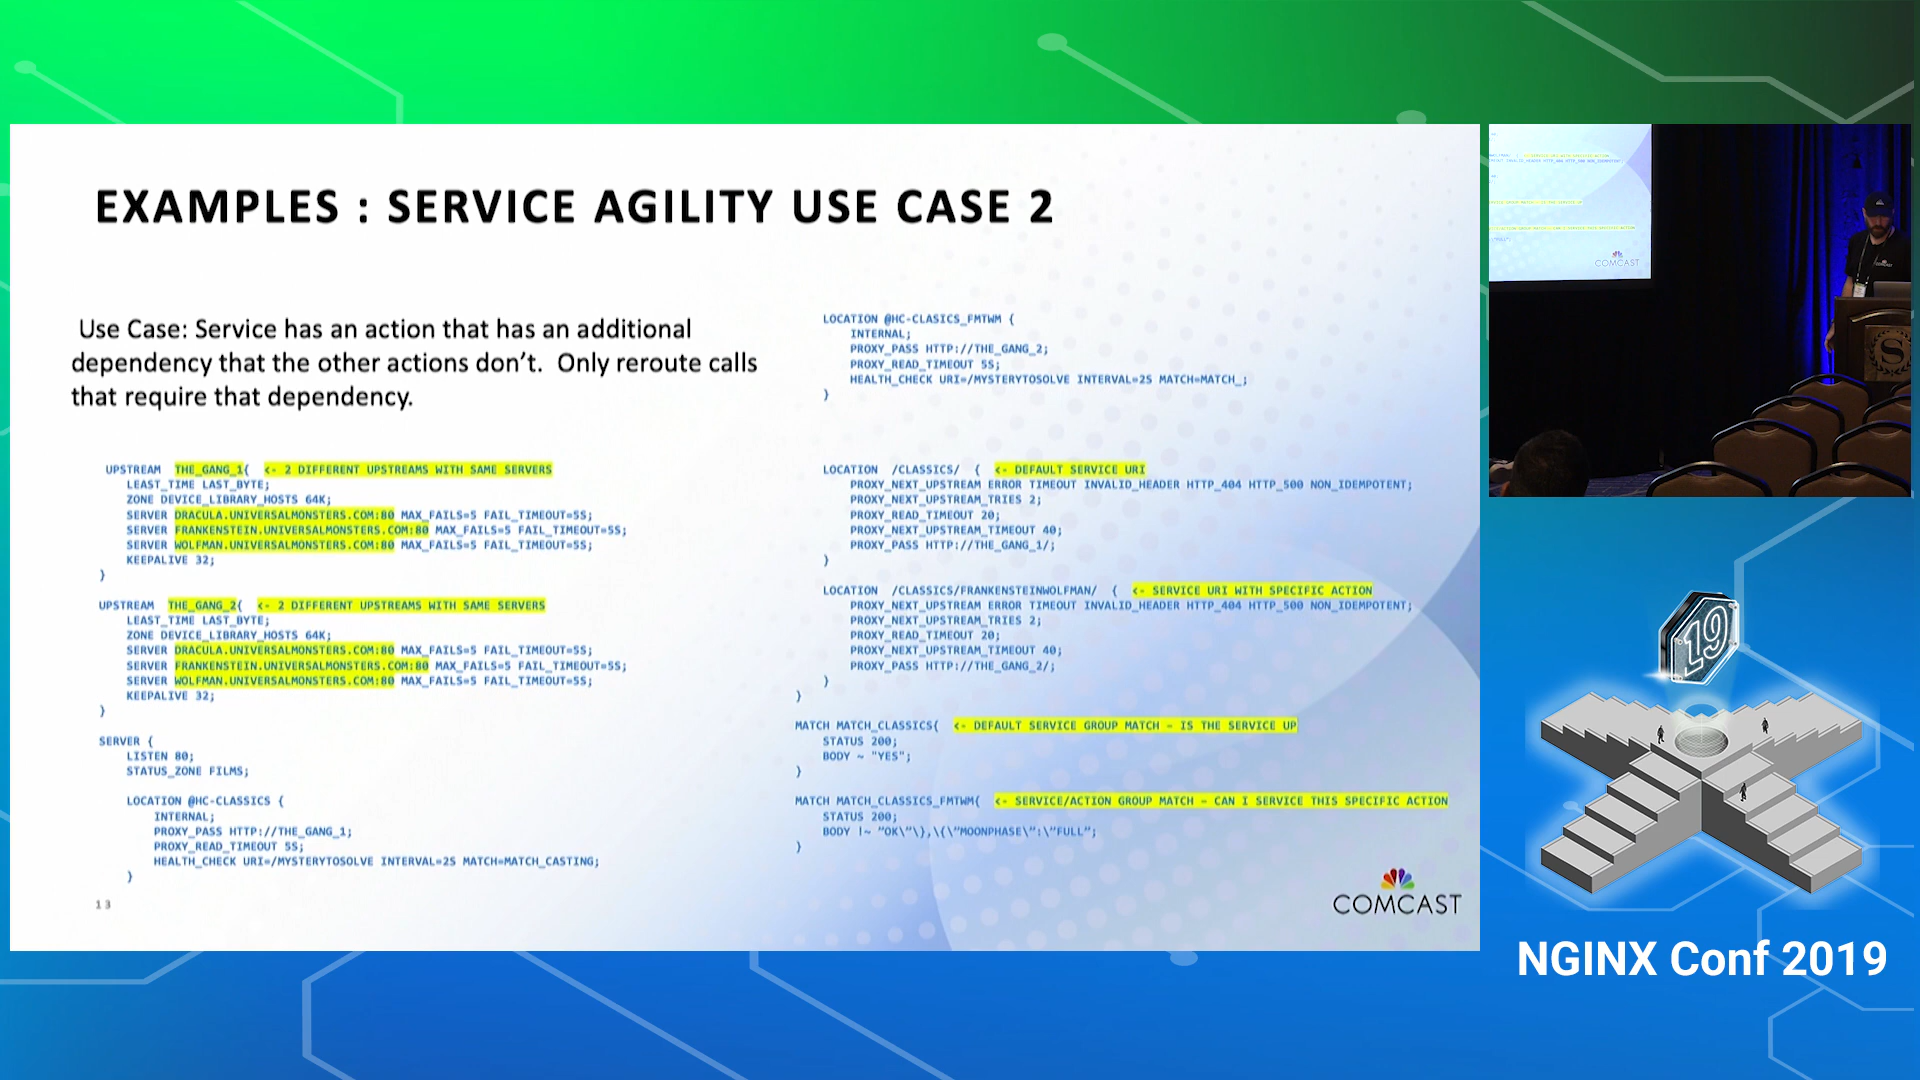 EXAMPLES : SERVICE AGILITY USE CASE 2
Use Case: Service has an action that has an additional
dependency that the other actions don’t.  Only reroute calls
that require that dependency.
UPSTREAM  THE_GANG_1{  <- 2 DIFFERENT UPSTREAMS WITH SAME SERVERS
LEAST_TIME LAST_BYTE;
ZONE DEVICE_LIBRARY_HOSTS 64K;
SERVER DRACULA.UNIVERSALMONSTERS.COM:80 MAX_FAILS=5 FAIL_TIMEOUT=5S;
SERVER FRANKENSTEIN.UNIVERSALMONSTERS.COM:80 MAX_FAILS=5 FAIL_TIMEOUT=5S;
SERVER WOLFMAN.UNIVERSALMONSTERS.COM:80 MAX_FAILS=5 FAIL_TIMEOUT=5S;
KEEPALIVE 32;
}
UPSTREAM  THE_GANG_2{  <- 2 DIFFERENT UPSTREAMS WITH SAME SERVERS
LEAST_TIME LAST_BYTE;
ZONE DEVICE_LIBRARY_HOSTS 64K;
SERVER DRACULA.UNIVERSALMONSTERS.COM:80 MAX_FAILS=5 FAIL_TIMEOUT=5S;
SERVER FRANKENSTEIN.UNIVERSALMONSTERS.COM:80 MAX_FAILS=5 FAIL_TIMEOUT=5S;
SERVER WOLFMAN.UNIVERSALMONSTERS.COM:80 MAX_FAILS=5 FAIL_TIMEOUT=5S;
KEEPALIVE 32;
}
SERVER {
LISTEN 80;
STATUS_ZONE FILMS;
LOCATION @HC-CLASSICS {
INTERNAL;
PROXY_PASS HTTP://THE_GANG_1;
PROXY_READ_TIMEOUT 5S;
HEALTH_CHECK URI=/MYSTERYTOSOLVE INTERVAL=2S MATCH=MATCH_CASTING;
}
13
LOCATION @HC-CLASICS_FMTWM {
INTERNAL;
PROXY_PASS HTTP://THE_GANG_2;
PROXY_READ_TIMEOUT 5S;
HEALTH_CHECK URI=/MYSTERYTOSOLVE INTERVAL=2S MATCH=MATCH_;
}
LOCATION  /CLASSICS/  {  <- DEFAULT SERVICE URI
PROXY_NEXT_UPSTREAM ERROR TIMEOUT INVALID_HEADER HTTP_404 HTTP_500 NON_IDEMPOTENT;
PROXY_NEXT_UPSTREAM_TRIES 2;
PROXY_READ_TIMEOUT 20;
PROXY_NEXT_UPSTREAM_TIMEOUT 40;
PROXY_PASS HTTP://THE_GANG_1/;
}
LOCATION  /CLASSICS/FRANKENSTEINWOLFMAN/  {  <- SERVICE URI WITH SPECIFIC ACTION
PROXY_NEXT_UPSTREAM ERROR TIMEOUT INVALID_HEADER HTTP_404 HTTP_500 NON_IDEMPOTENT;
PROXY_NEXT_UPSTREAM_TRIES 2;
PROXY_READ_TIMEOUT 20;
PROXY_NEXT_UPSTREAM_TIMEOUT 40;
PROXY_PASS HTTP://THE_GANG_2/;
}
}
MATCH MATCH_CLASSICS{  <- DEFAULT SERVICE GROUP MATCH – IS THE SERVICE UP
STATUS 200;
BODY ~ "YES";
}
MATCH MATCH_CLASSICS_FMTWM{  <- SERVICE/ACTION GROUP MATCH – CAN I SERVICE THIS SPECIFIC ACTION
STATUS 200;
BODY !~ "OK\"\},\{\"MOONPHASE\":\"FULL";
}
COMCAST
COMCAST
S
19
NGINX Conf 2019